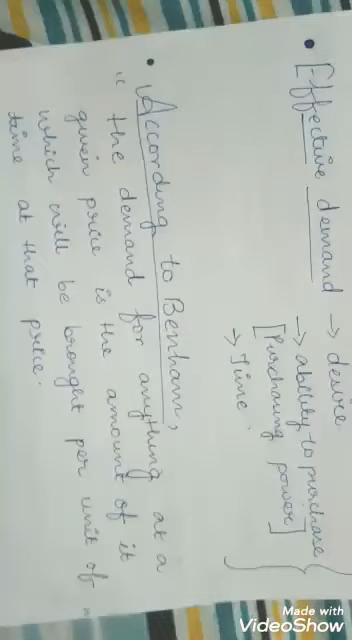 • Effective demand → desire
→ ability to purchase
[Purchasing power]
→ Time.
• According to Benham,
" the demand for anything at a
given price is the amount of it
which will be brought per unit of
time at that price. "
Made with
VideoShow